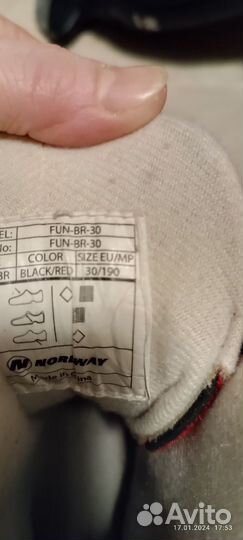 EL: FUN-BR-30
lo: FUN-BR-30
COLOR SIZE EU/MP
BR BLACK/RED 30/190
NORDWAY
Made in China
Avito
17.01.2024 17:53